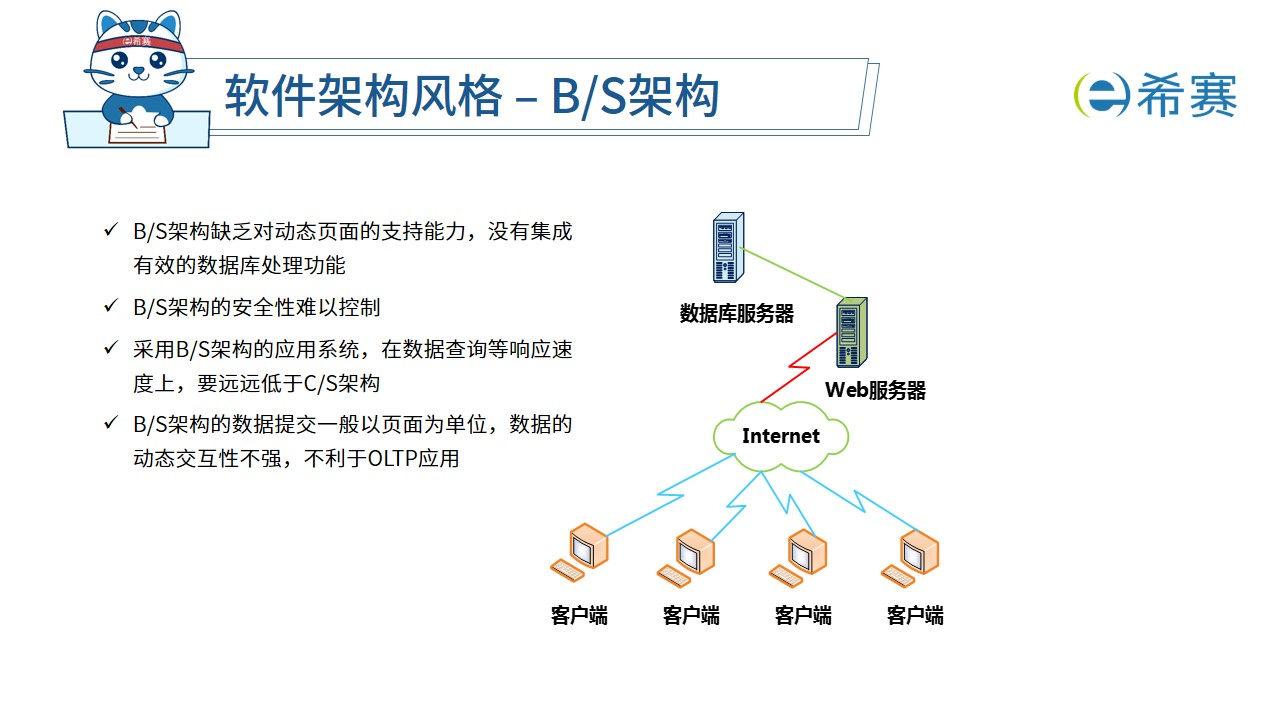 希赛
软件架构风格 – B/S架构
希赛
B/S架构缺乏对动态页面的支持能力，没有集成
有效的数据库处理功能
B/S架构的安全性难以控制
采用B/S架构的应用系统，在数据查询等响应速
度上，要远远低于C/S架构
B/S架构的数据提交一般以页面为单位，数据的
动态交互性不强，不利于OLTP应用
数据库服务器
Web服务器
Internet
客户端
客户端
客户端
客户端